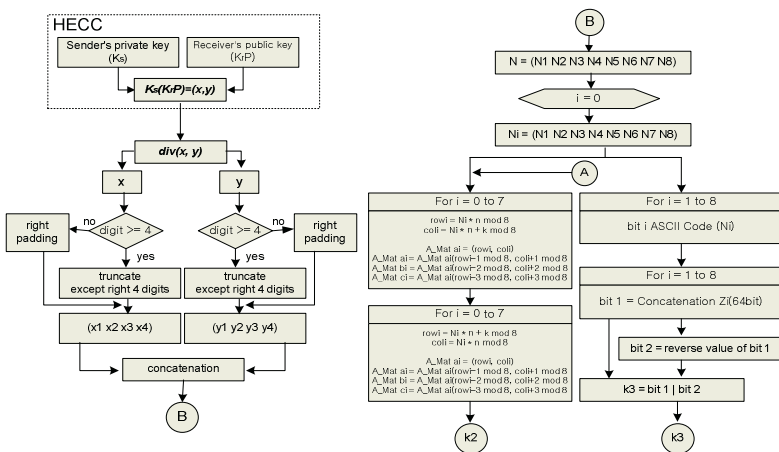 HECC
Sender's private key
(Ks)
Receiver's public key
(KrP)
Ks(KrP)=(x,y)
div(x, y)
x
y
right
padding
no
digit >= 4
digit >= 4
no
right
padding
yes
yes
truncate
except right 4 digits
truncate
except right 4 digits
(x1 x2 x3 x4)
(y1 y2 y3 y4)
concatenation
B
B
N = (N1 N2 N3 N4 N5 N6 N7 N8)
i = 0
Ni = (N1 N2 N3 N4 N5 N6 N7 N8)
A
For i = 0 to 7
rowi = Ni * n mod 8
coli = Ni * n + k mod 8
A_Mat ai = (rowi, coli)
A_Mat ai= A_Mat ai(rowi-1 mod 8, coli+1 mod 8
A_Mat bi = A_Mat ai(rowi-2 mod 8, coli+2 mod 8
A_Mat ci= A_Mat ai(rowi-3 mod 8, coli+3 mod 8
For i = 0 to 7
rowi = Ni * n + k mod 8
coli = Ni * n mod 8
A_Mat ai = (rowi, coli)
A_Mat ai= A_Mat ai(rowi-1 mod 8, coli+1 mod 8
A_Mat bi = A_Mat ai(rowi-2 mod 8, coli+2 mod 8
A_Mat ci= A_Mat ai(rowi-3 mod 8, coli+3 mod 8
k2
For i = 1 to 8
bit i ASCII Code (Ni)
For i = 1 to 8
bit 1 = Concatenation Zi(64bit)
bit 2 = reverse value of bit 1
k3 = bit 1 | bit 2
k3